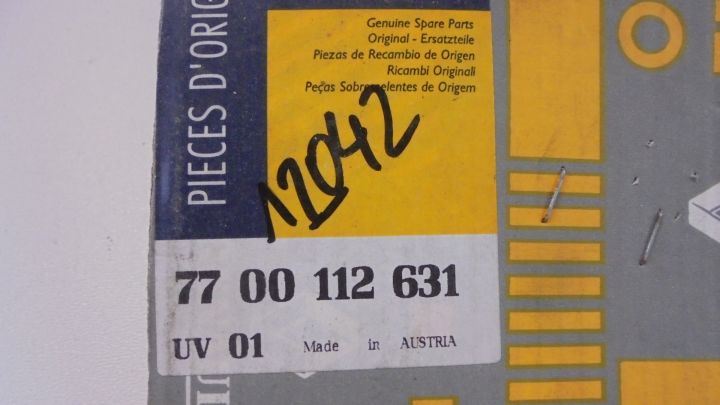 PIECES D'ORIG
Genuine Spare Parts
Original - Ersatzteile
Piezas de Recambio de Origen
Ricambi Originali
Peças Sobresselentes de Origem
12042
77 00 112 631
UV 01 Made in AUSTRIA